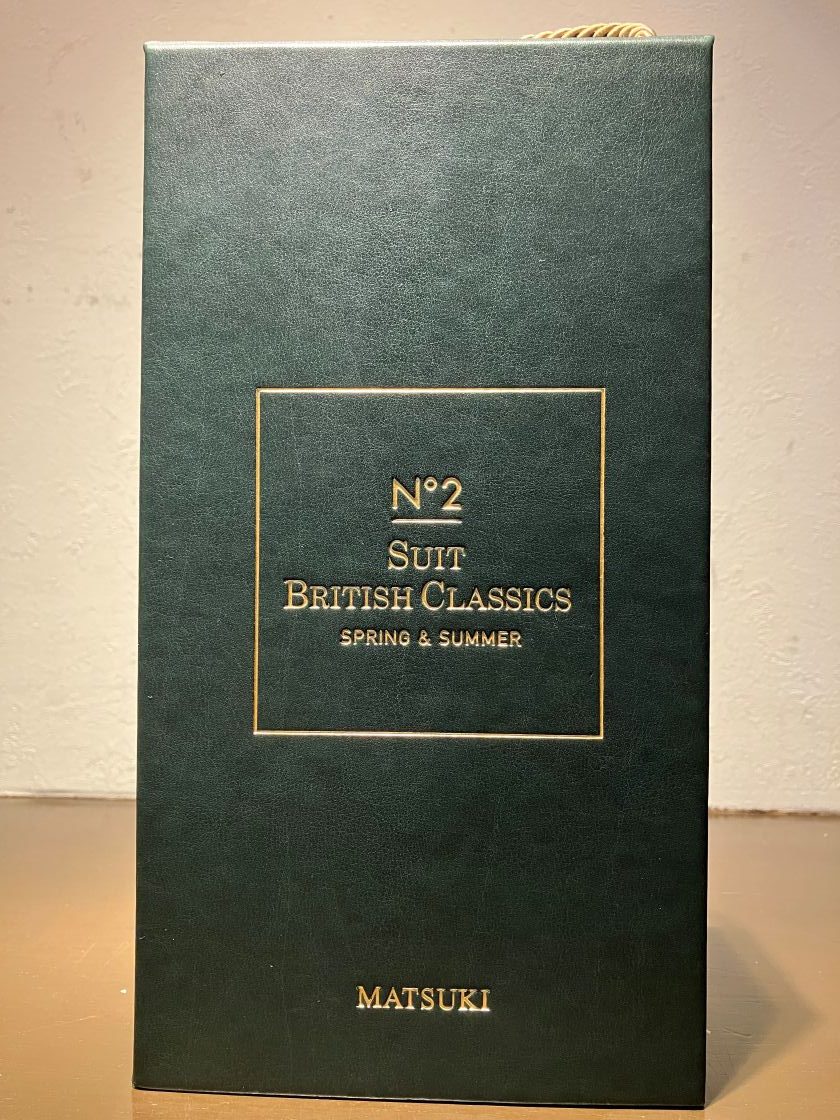 N°2
SUIT
BRITISH CLASSICS
SPRING & SUMMER
MATSUKI